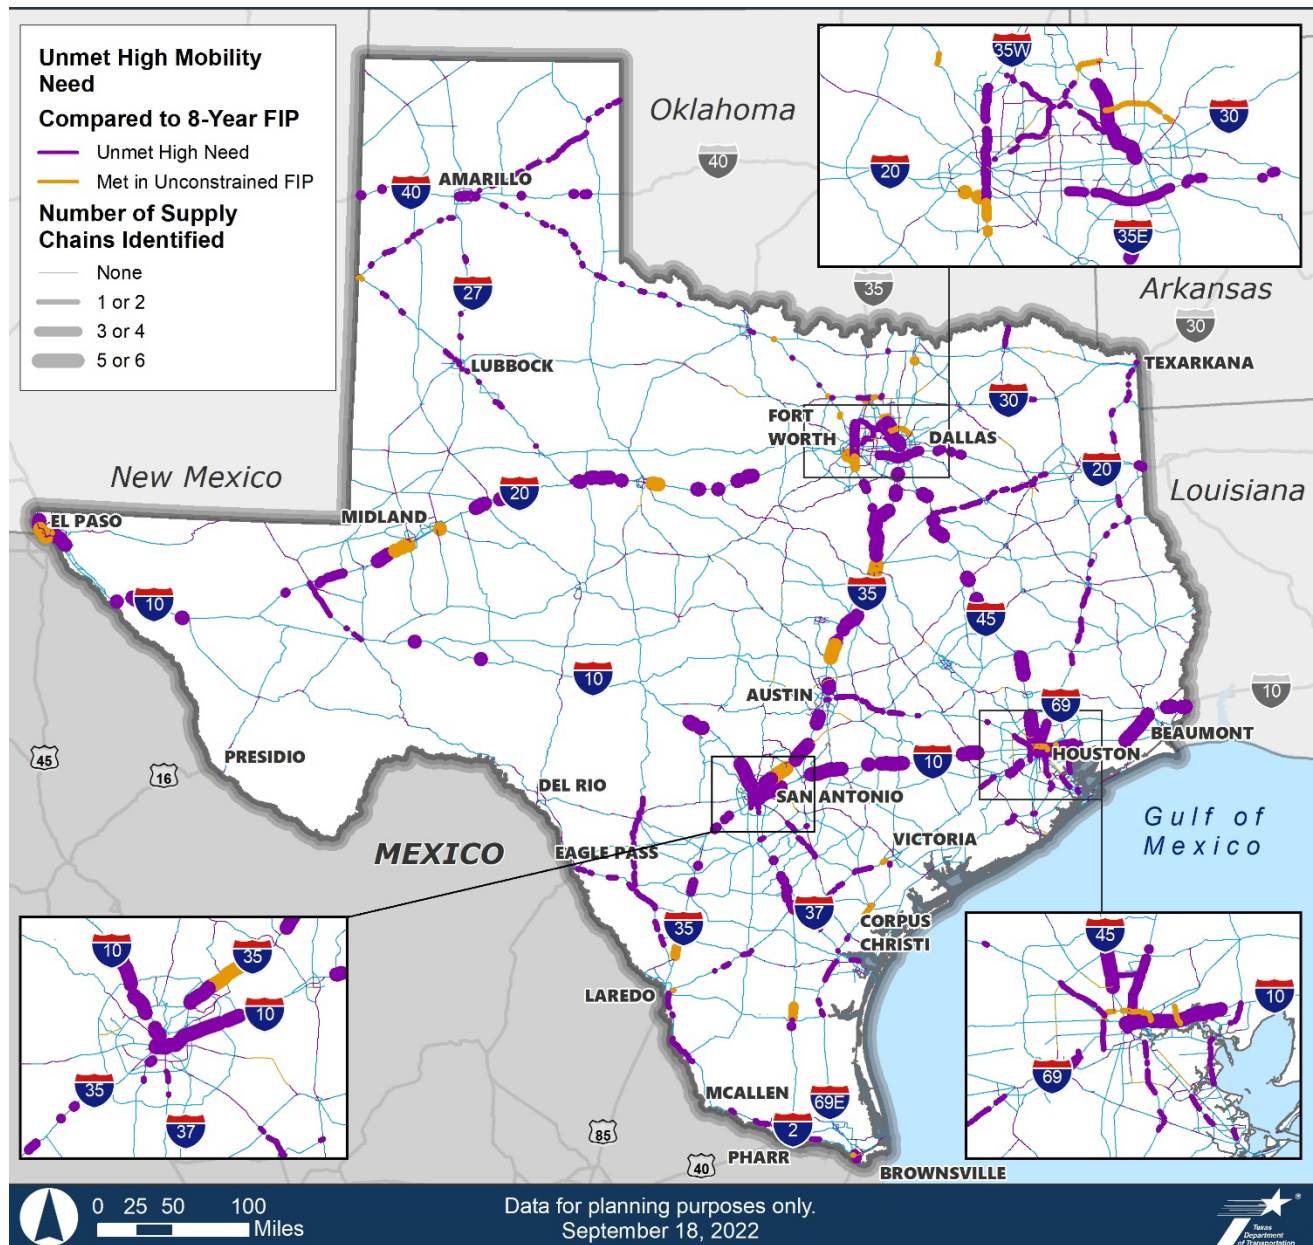 Unmet High Mobility
Need
Compared to 8-Year FIP
Unmet High Need
Met in Unconstrained FIP
Number of Supply
Chains Identified
None
1 or 2
3 or 4
5 or 6
35W
30
20
35E
Oklahoma
40
AMARILLO
40
27
35
Arkansas
30
LUBBOCK
TEXARKANA
30
FORT
WORTH
DALLAS
New Mexico
20
20
Louisiana
EL PASO
MIDLAND
10
35
45
10
AUSTIN
69
10
BEAUMONT
HOUSTON
45
16
PRESIDIO
DEL RIO
10
SAN ANTONIO
Gulf of
Mexico
MEXICO
EAGLE PASS
VICTORIA
35
37
CORPUS
CHRISTI
LAREDO
10
35
10
35
37
45
10
69
MCALLEN
69E
2
85
PHARR
40
BROWNSVILLE
0 25 50 100
Miles
Data for planning purposes only.
September 18, 2022
®
Texas
Department
of Transportation